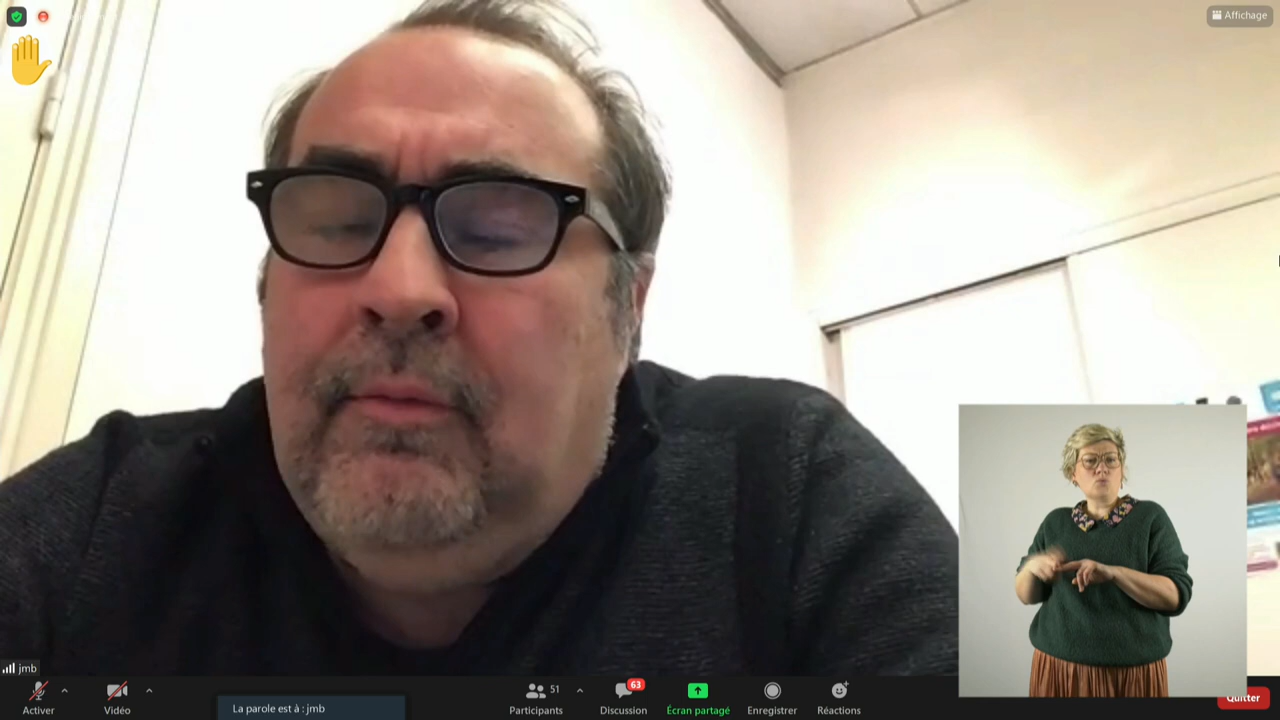 Affichage
jmb
Activer
Vidéo
La parole est à : jmb
51
Participants
63
Discussion
Écran partagé
Enregistrer
Réactions
Quitter